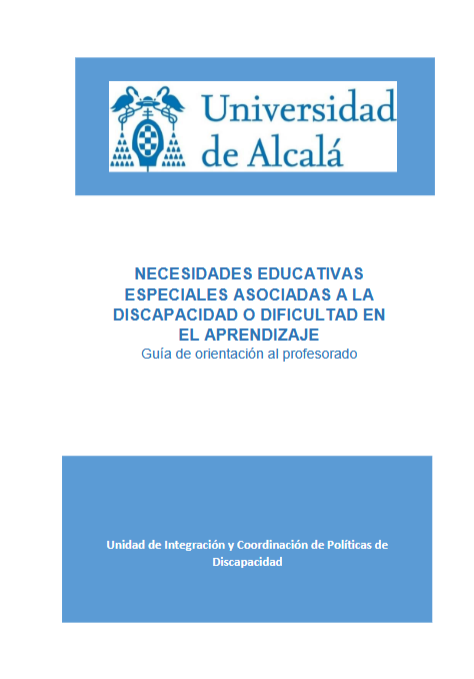 Universidad
de Alcalá
NECESIDADES EDUCATIVAS
ESPECIALES ASOCIADAS A LA
DISCAPACIDAD O DIFICULTAD EN
EL APRENDIZAJE
Guía de orientación al profesorado
Unidad de Integración y Coordinación de Políticas de
Discapacidad